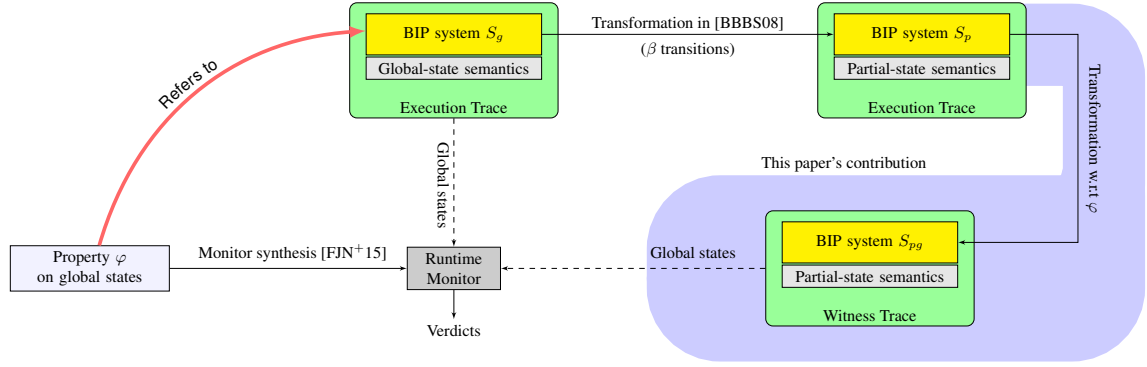 BIP system S_g
Global-state semantics
Execution Trace
Transformation in [BBBS08]
(β transitions)
BIP system S_p
Partial-state semantics
Execution Trace
Refers to
Global states
Transformation
w.r.t φ
This paper's contribution
Property φ
on global states
Monitor synthesis [FJN+15]
Runtime
Monitor
Verdicts
Global states
BIP system S_pg
Partial-state semantics
Witness Trace